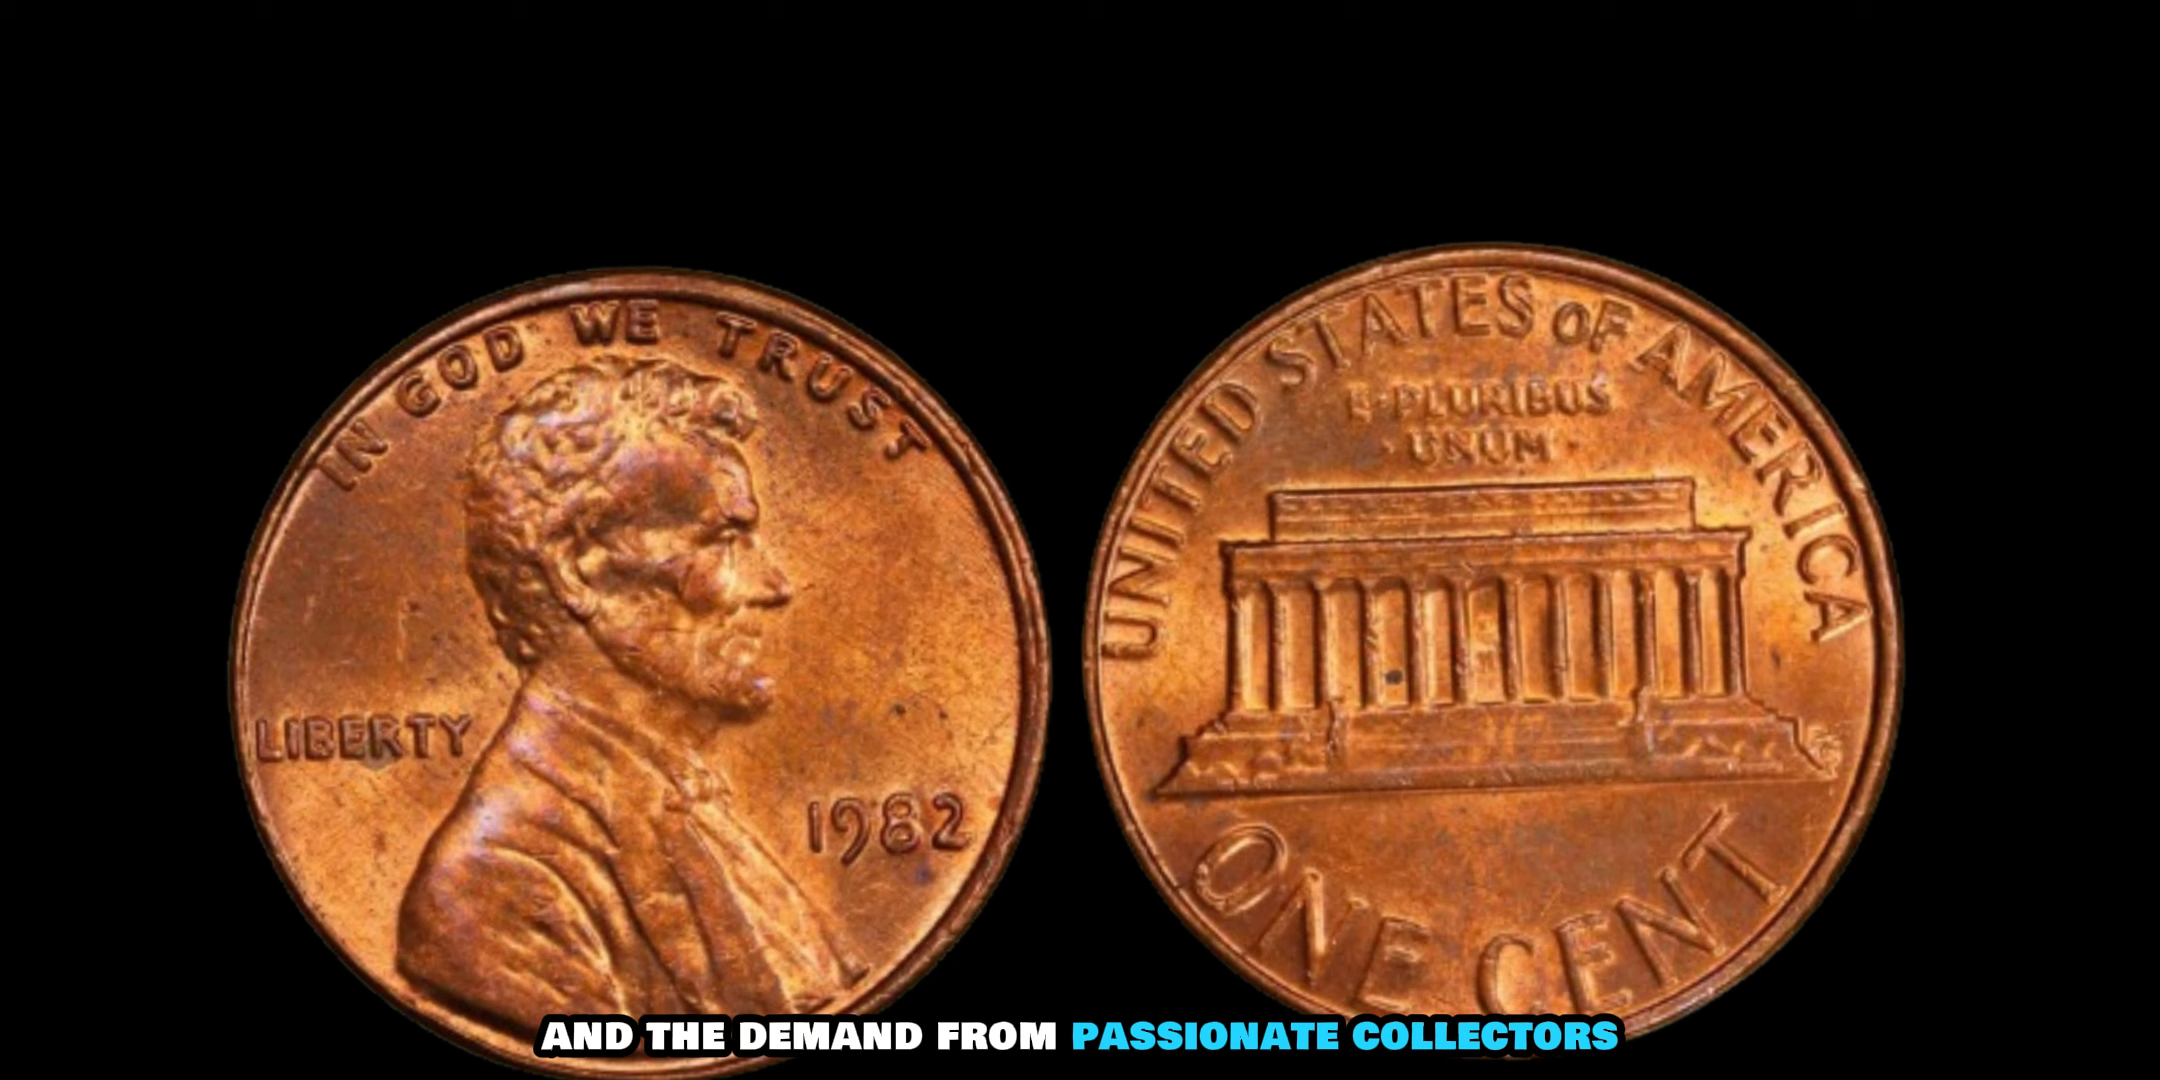 IN GOD WE TRUST
LIBERTY
1982
UNITED STATES OF AMERICA
E·PLURIBUS
·UNUM·
ONE CENT
AND THE DEMAND FROM PASSIONATE COLLECTORS